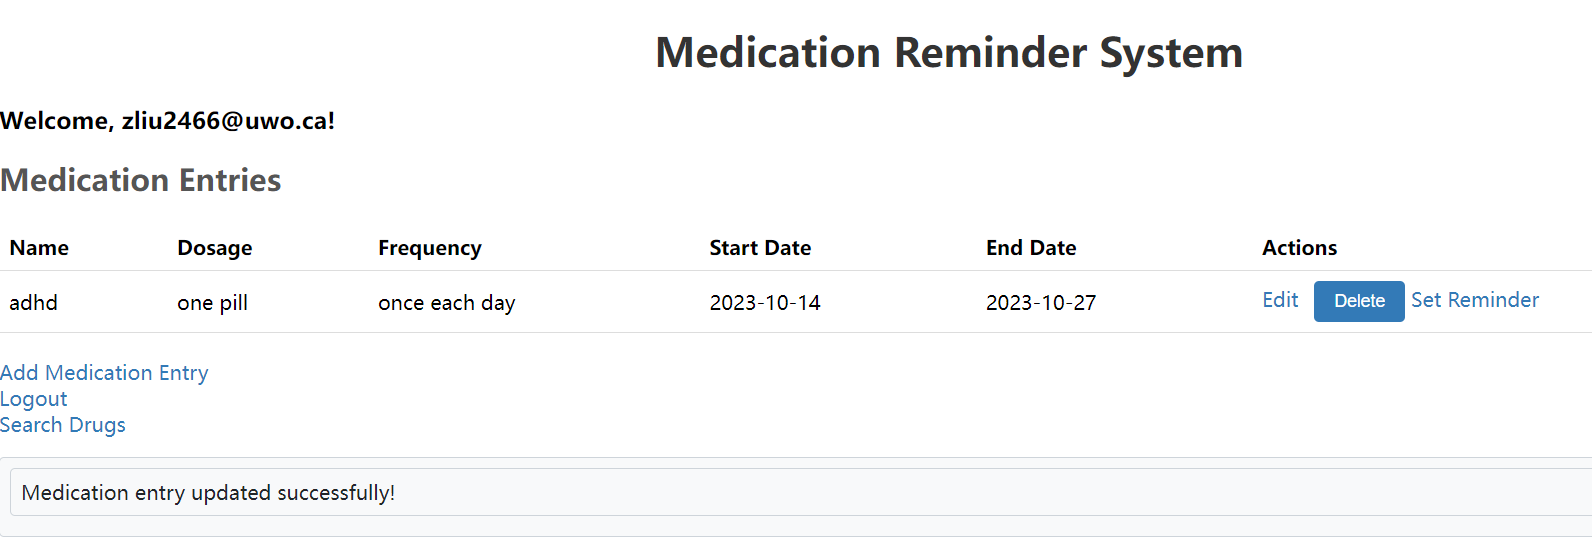 Medication Reminder System
Welcome, zliu2466@uwo.ca!
Medication Entries
Name Dosage Frequency Start Date End Date Actions
adhd one pill once each day 2023-10-14 2023-10-27 Edit Delete Set Reminder
Add Medication Entry
Logout
Search Drugs
Medication entry updated successfully!